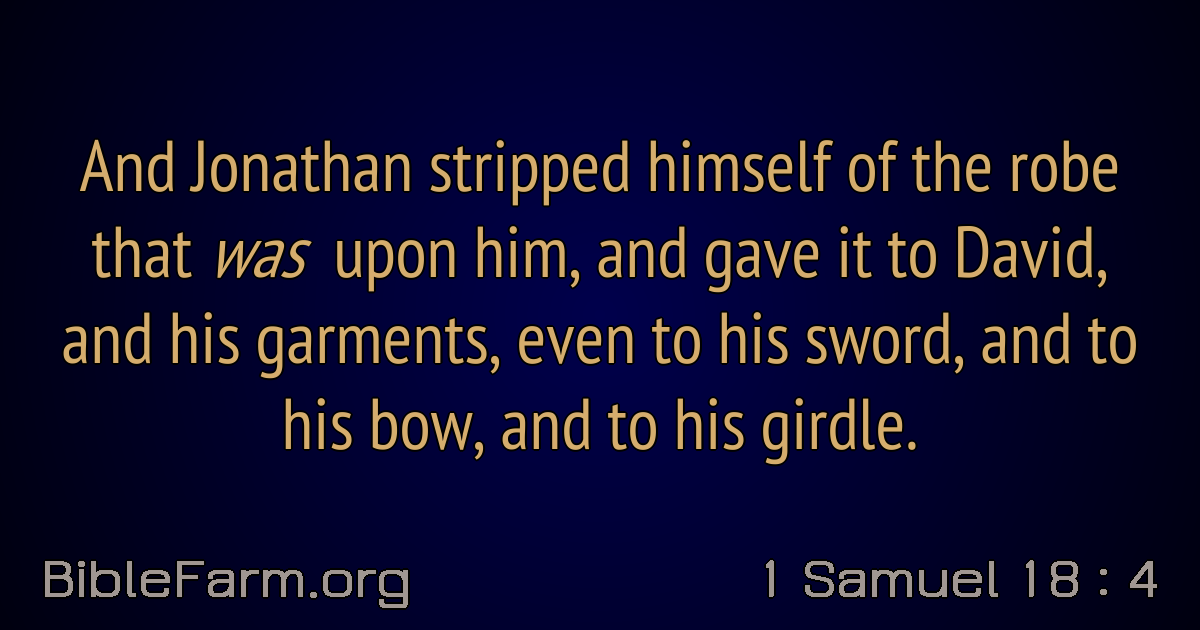 And Jonathan stripped himself of the robe
that was upon him, and gave it to David,
and his garments, even to his sword, and to
his bow, and to his girdle.
BibleFarm.org
1 Samuel 18 : 4